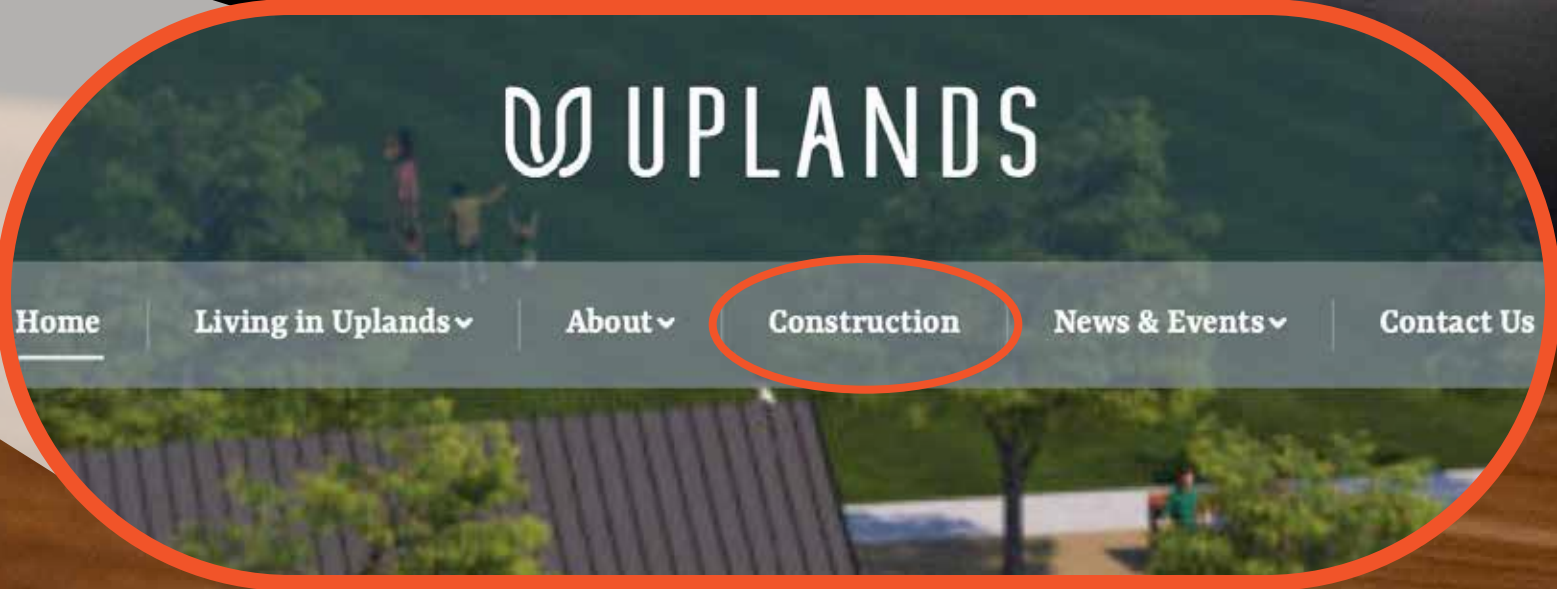 UPLANDS
Home Living in Uplands About Construction News & Events Contact Us